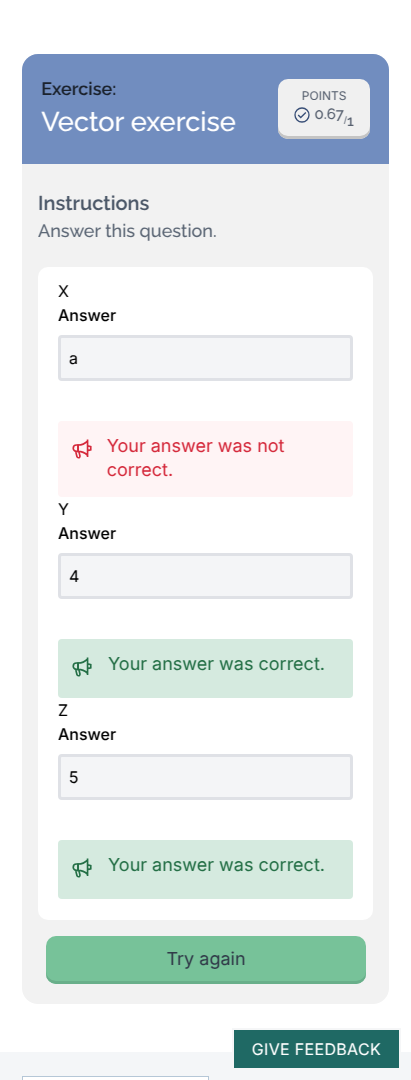 Exercise:
Vector exercise
POINTS
0.67/1
Instructions
Answer this question.
X
Answer
a
Your answer was not
correct.
Y
Answer
4
Your answer was correct.
Z
Answer
5
Your answer was correct.
Try again
GIVE FEEDBACK